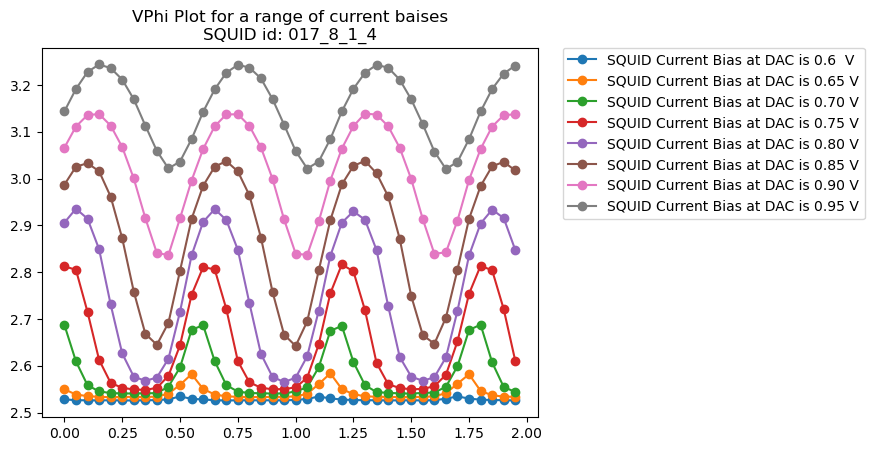 VPhi Plot for a range of current baises
SQUID id: 017_8_1_4
SQUID Current Bias at DAC is 0.6  V
SQUID Current Bias at DAC is 0.65 V
SQUID Current Bias at DAC is 0.70 V
SQUID Current Bias at DAC is 0.75 V
SQUID Current Bias at DAC is 0.80 V
SQUID Current Bias at DAC is 0.85 V
SQUID Current Bias at DAC is 0.90 V
SQUID Current Bias at DAC is 0.95 V
3.2
3.1
3.0
2.9
2.8
2.7
2.6
2.5
0.00 0.25 0.50 0.75 1.00 1.25 1.50 1.75 2.00